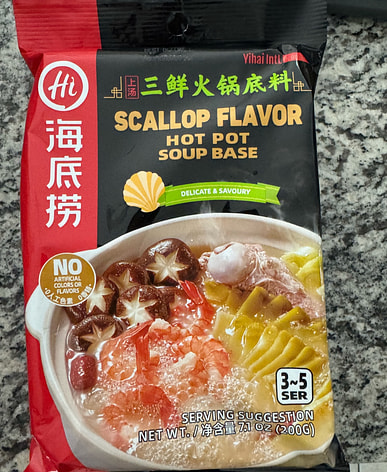 Yihai Intl
Hi
海底捞
上汤
三鲜火锅底料
SCALLOP FLAVOR
HOT POT
SOUP BASE
DELICATE & SAVOURY
NO
ARTIFICIAL
COLORS OR
FLAVORS
3~5
SER
SERVING SUGGESTION
NET WT. / 净含量 7.1 OZ (200G)